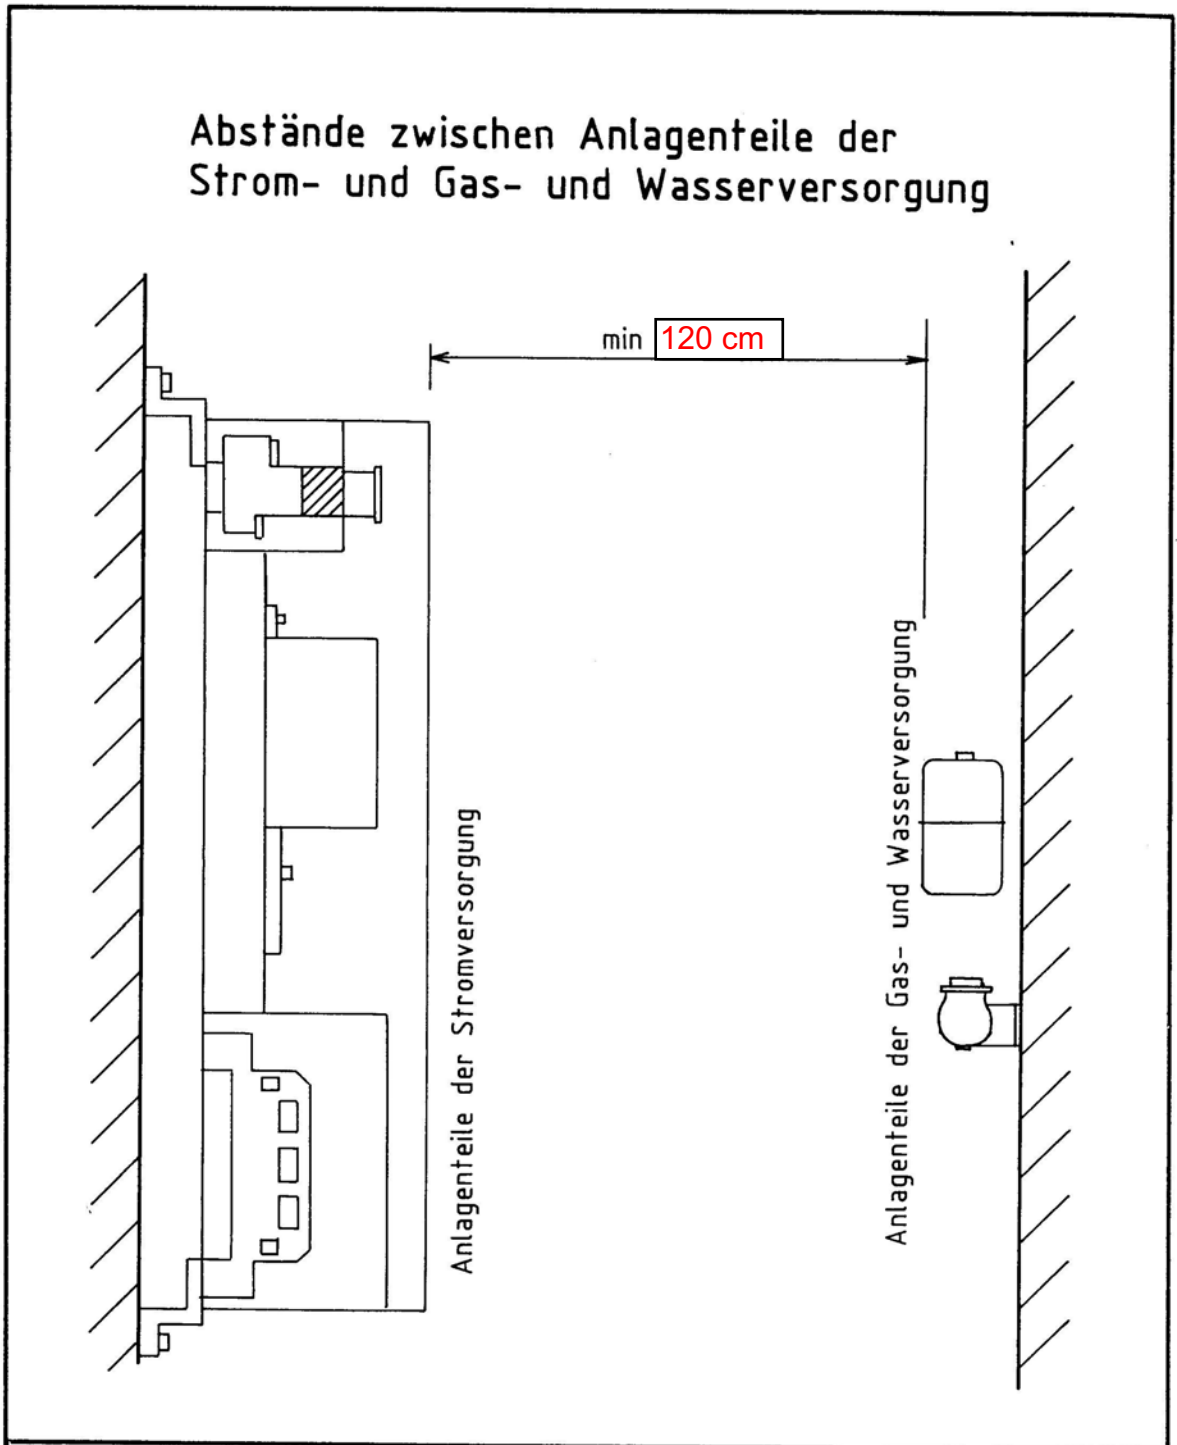 Abstände zwischen Anlagenteile der
Strom- und Gas- und Wasserversorgung
min 120 cm
Anlagenteile der Stromversorgung
Anlagenteile der Gas- und Wasserversorgung